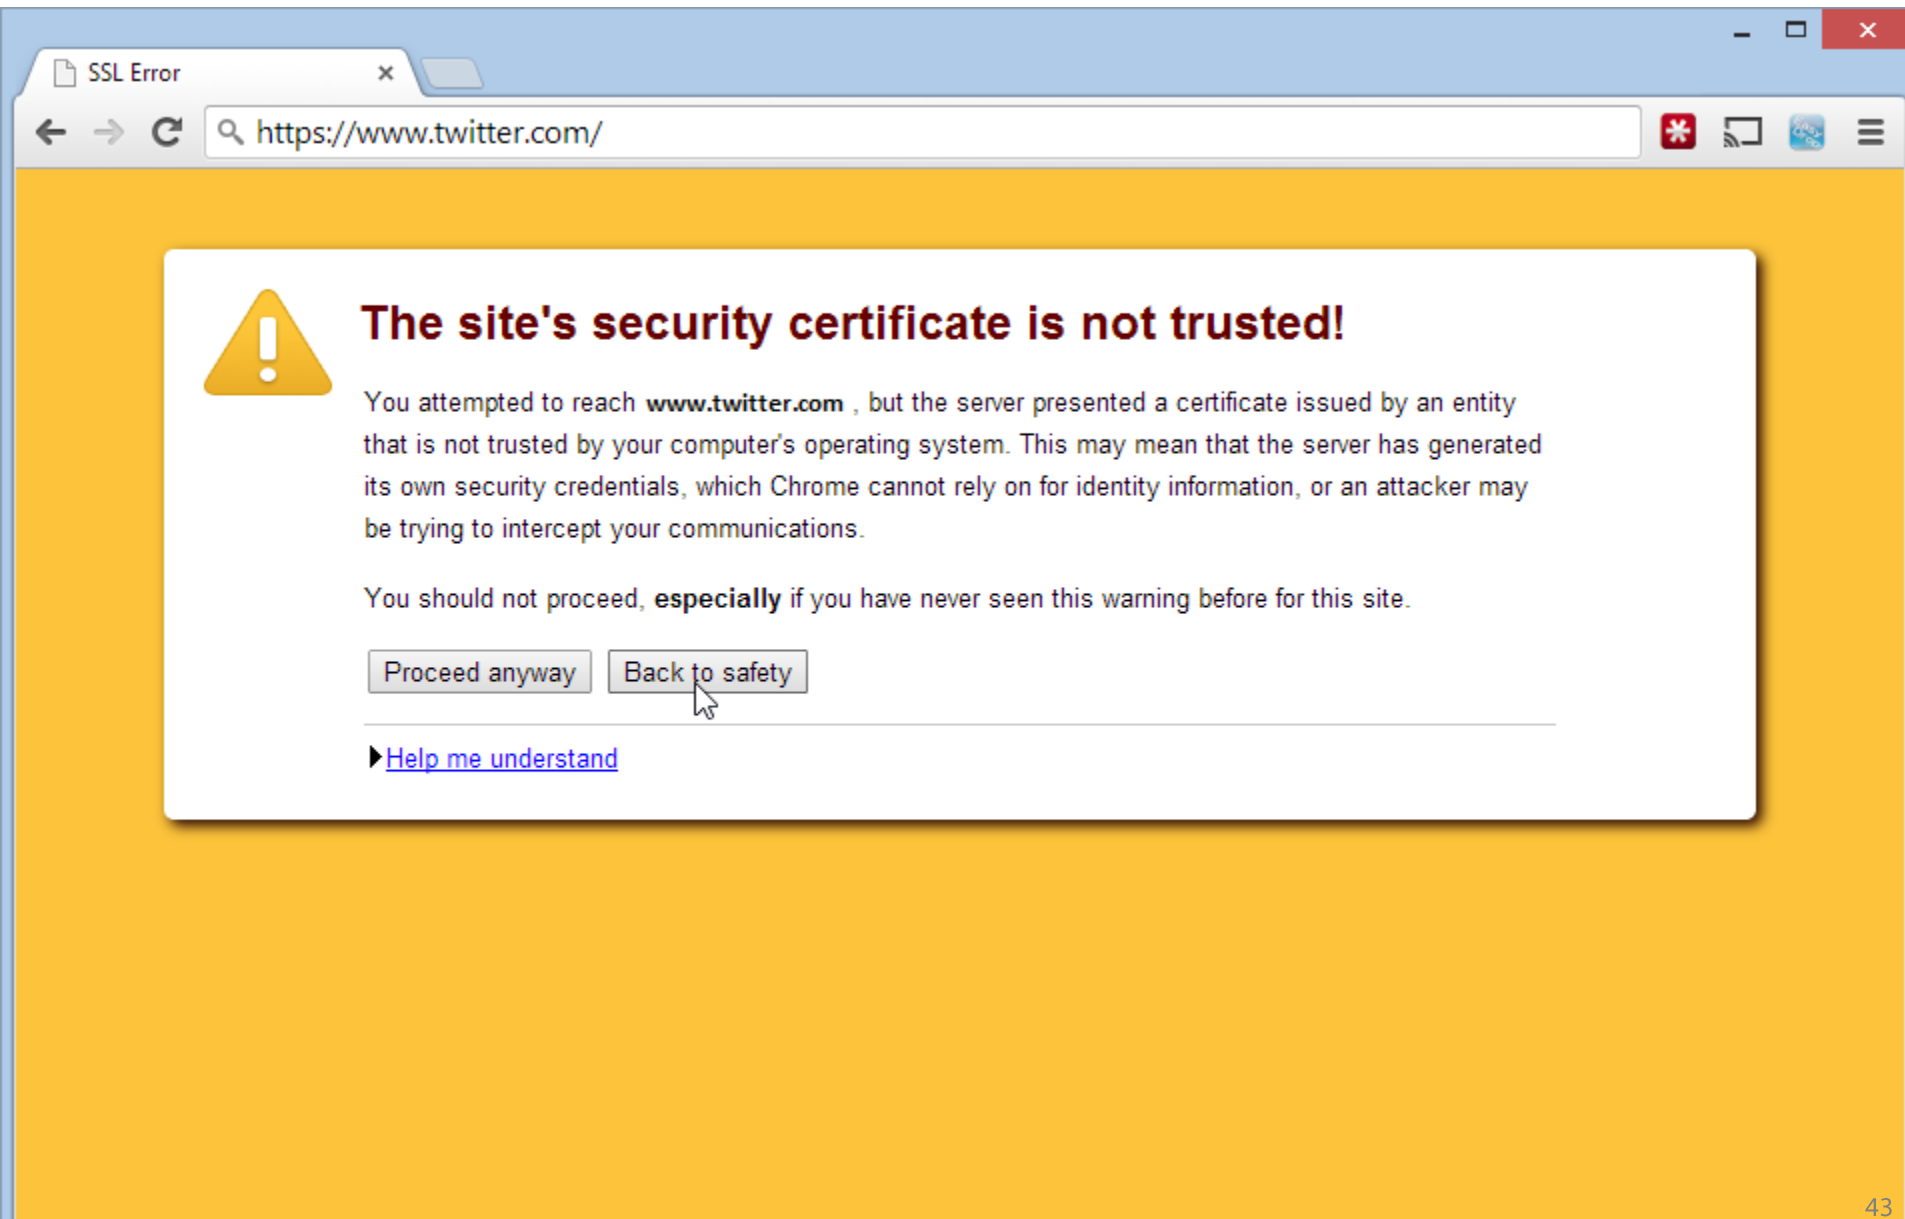 SSL Error
https://www.twitter.com/
The site's security certificate is not trusted!
You attempted to reach www.twitter.com , but the server presented a certificate issued by an entity
that is not trusted by your computer's operating system. This may mean that the server has generated
its own security credentials, which Chrome cannot rely on for identity information, or an attacker may
be trying to intercept your communications.
You should not proceed, especially if you have never seen this warning before for this site.
Proceed anyway Back to safety
Help me understand
43